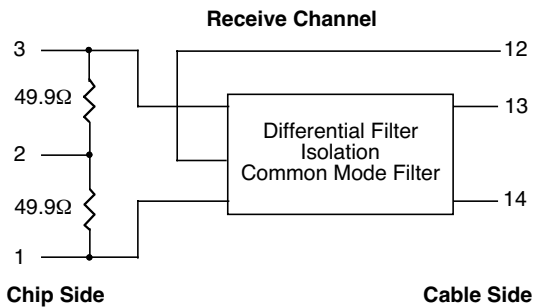 Receive Channel
3
12
49.9Ω
13
Differential Filter
Isolation
Common Mode Filter
2
49.9Ω
14
1
Chip Side
Cable Side